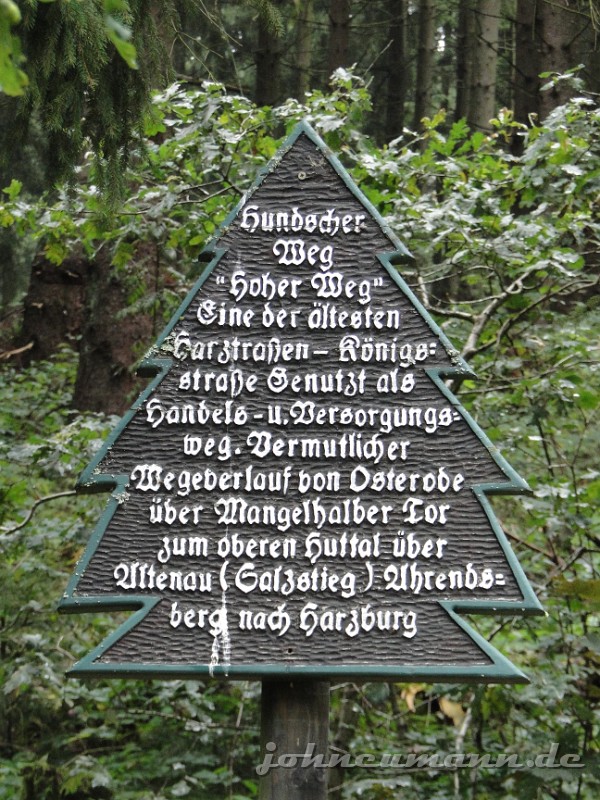 Hundscher
Weg
"Hoher Weg"
Eine der ältesten
Harzstraßen - Königs=
straße Genutzt als
Handels - u. Versorgungs=
weg. Vermutlicher
Wegeverlauf von Osterode
über Mangelhalber Tor
zum oberen Huttal über
Altenau (Salzstieg) Ahrends=
berg nach Harzburg
johneumann.de